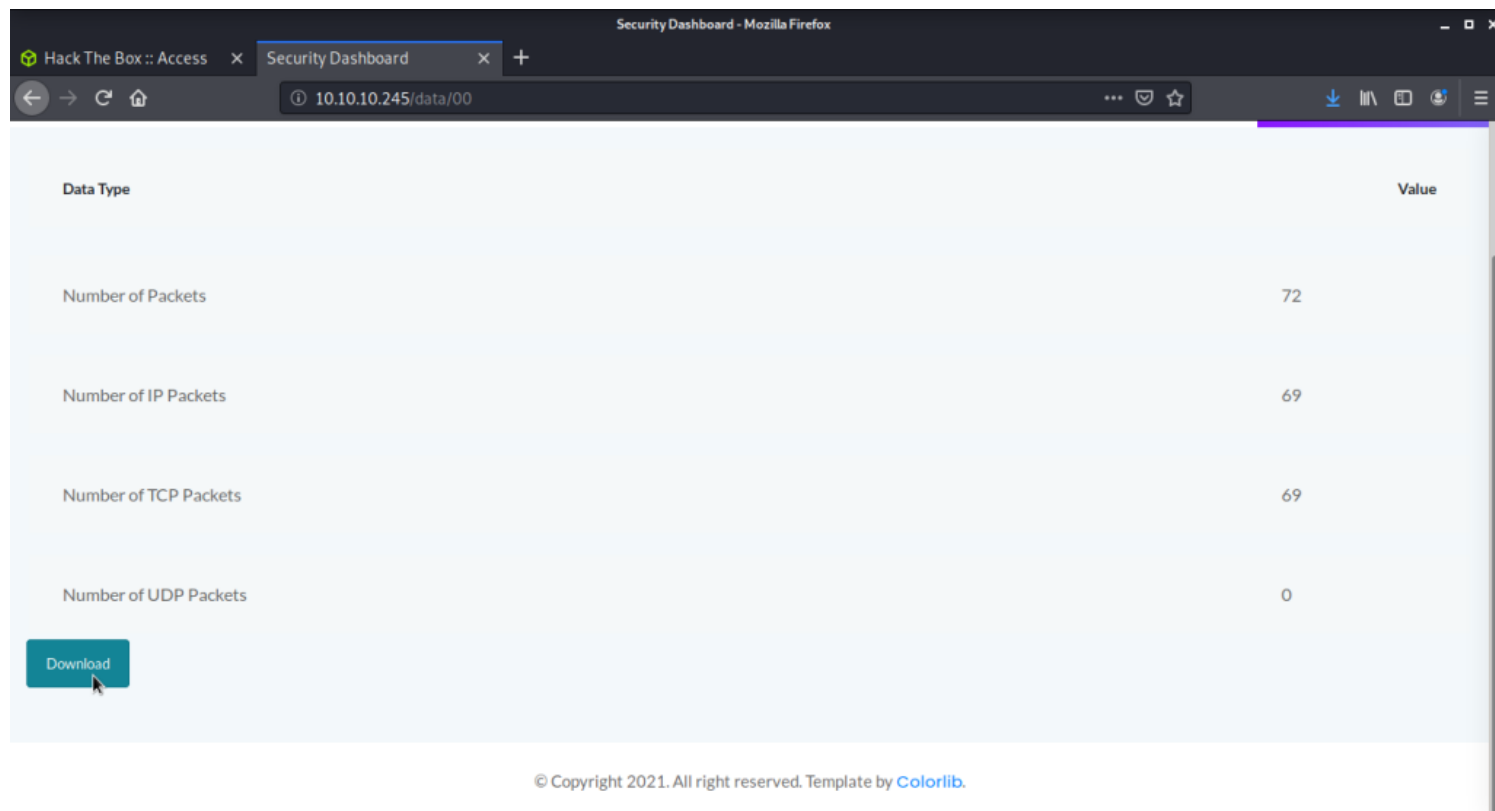 Security Dashboard - Mozilla Firefox
Hack The Box :: Access
Security Dashboard
10.10.10.245/data/00
Data Type Value
Number of Packets 72
Number of IP Packets 69
Number of TCP Packets 69
Number of UDP Packets 0
Download
© Copyright 2021. All right reserved. Template by Colorlib.